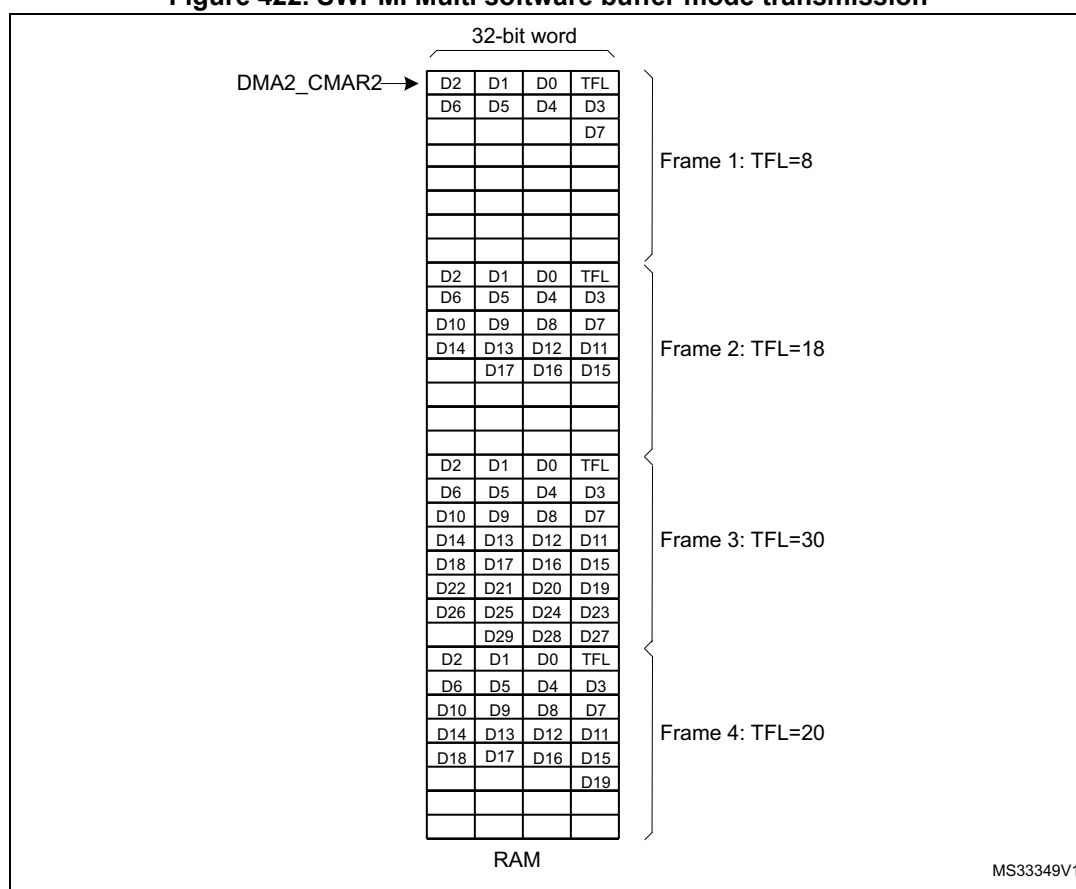 Figure 422. SWPMI Multi software buffer mode transmission
32-bit word
DMA2_CMAR2
D2 D1 D0 TFL
D6 D5 D4 D3
D7
Frame 1: TFL=8
D2 D1 D0 TFL
D6 D5 D4 D3
D10 D9 D8 D7
D14 D13 D12 D11
Frame 2: TFL=18
D17 D16 D15
D2 D1 D0 TFL
D6 D5 D4 D3
D10 D9 D8 D7
D14 D13 D12 D11
Frame 3: TFL=30
D18 D17 D16 D15
D22 D21 D20 D19
D26 D25 D24 D23
D29 D28 D27
D2 D1 D0 TFL
D6 D5 D4 D3
D10 D9 D8 D7
D14 D13 D12 D11
Frame 4: TFL=20
D18 D17 D16 D15
D19
RAM
MS33349V1